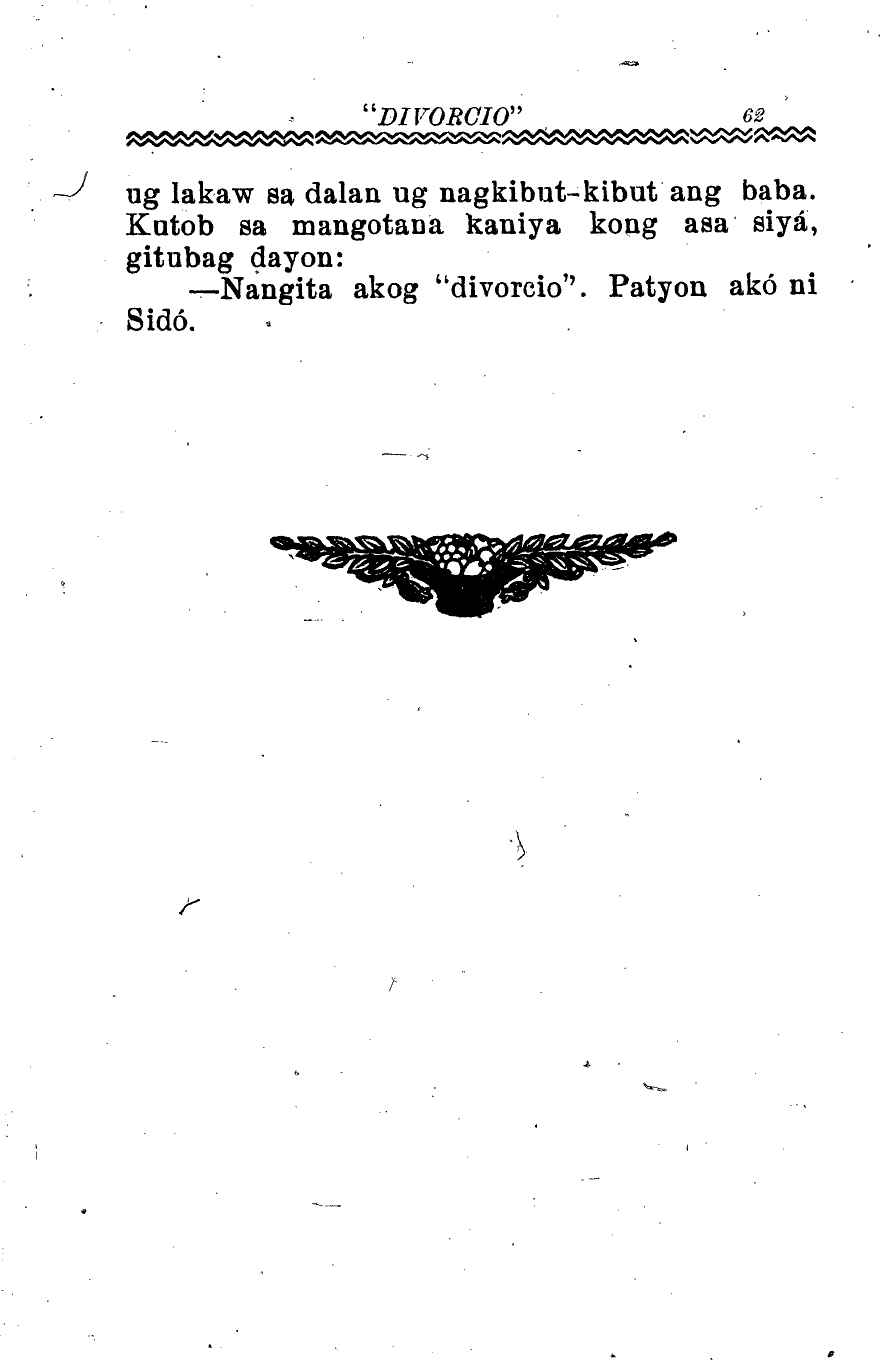 “DIVORCIO” 62
ug lakaw sa dalan ug nagkibut-kibut ang baba.
Kutob sa mangotana kaniya kong asa siyá,
gitubag dayon:
—Nangita akog “divorcio”. Patyon akó ni
Sidó.